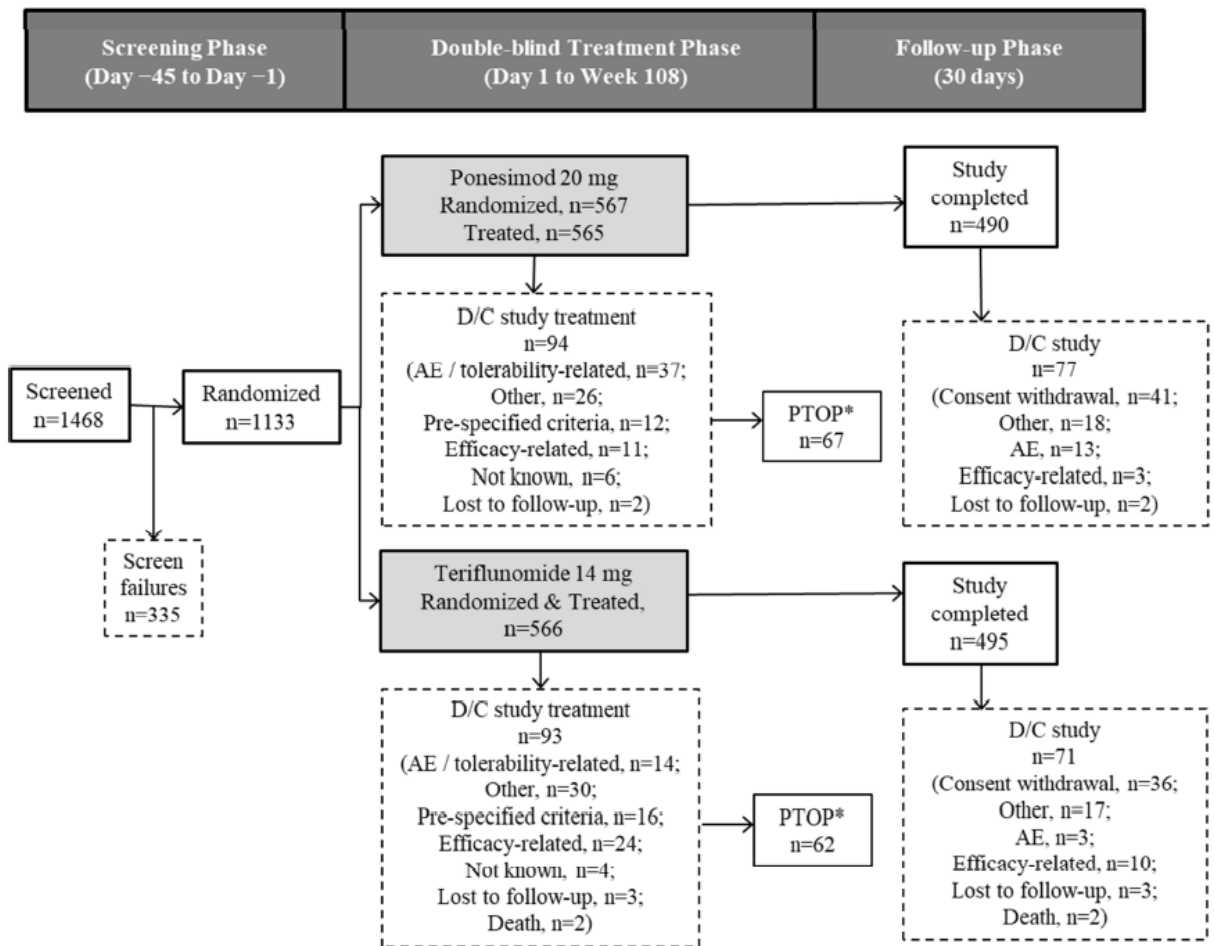 Screening Phase
(Day −45 to Day −1)
Double-blind Treatment Phase
(Day 1 to Week 108)
Follow-up Phase
(30 days)
Screened
n=1468
Randomized
n=1133
Screen
failures
n=335
Ponesimod 20 mg
Randomized, n=567
Treated, n=565
Study
completed
n=490
D/C study treatment
n=94
(AE / tolerability-related, n=37;
Other, n=26;
Pre-specified criteria, n=12;
Efficacy-related, n=11;
Not known, n=6;
Lost to follow-up, n=2)
PTOP*
n=67
D/C study
n=77
(Consent withdrawal, n=41;
Other, n=18;
AE, n=13;
Efficacy-related, n=3;
Lost to follow-up, n=2)
Teriflunomide 14 mg
Randomized & Treated,
n=566
Study
completed
n=495
D/C study treatment
n=93
(AE / tolerability-related, n=14;
Other, n=30;
Pre-specified criteria, n=16;
Efficacy-related, n=24;
Not known, n=4;
Lost to follow-up, n=3;
Death, n=2)
PTOP*
n=62
D/C study
n=71
(Consent withdrawal, n=36;
Other, n=17;
AE, n=3;
Efficacy-related, n=10;
Lost to follow-up, n=3;
Death, n=2)